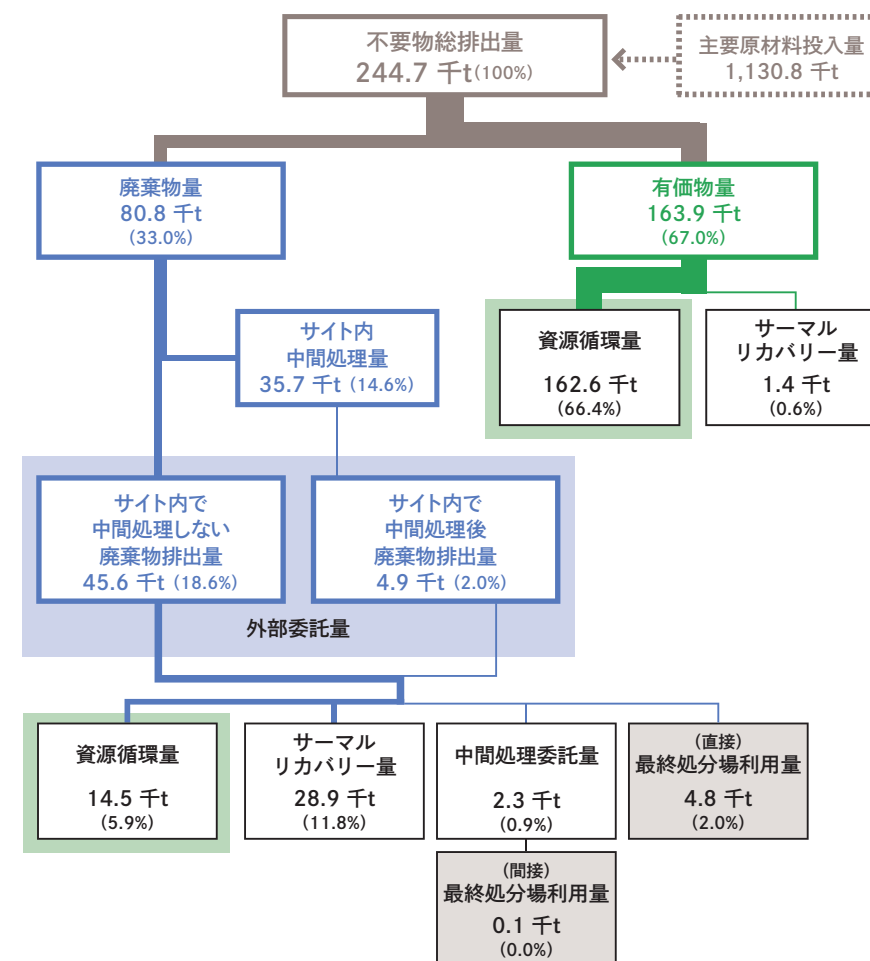 不要物総排出量
244.7 千t(100%)
主要原材料投入量
1,130.8 千t
廃棄物量
80.8 千t
(33.0%)
有価物量
163.9 千t
(67.0%)
サイト内
中間処理量
35.7 千t (14.6%)
資源循環量
162.6 千t
(66.4%)
サーマル
リカバリー量
1.4 千t
(0.6%)
サイト内で
中間処理しない
廃棄物排出量
45.6 千t (18.6%)
サイト内で
中間処理後
廃棄物排出量
4.9 千t (2.0%)
外部委託量
資源循環量
14.5 千t
(5.9%)
サーマル
リカバリー量
28.9 千t
(11.8%)
中間処理委託量
2.3 千t
(0.9%)
(直接)
最終処分場利用量
4.8 千t
(2.0%)
(間接)
最終処分場利用量
0.1 千t
(0.0%)